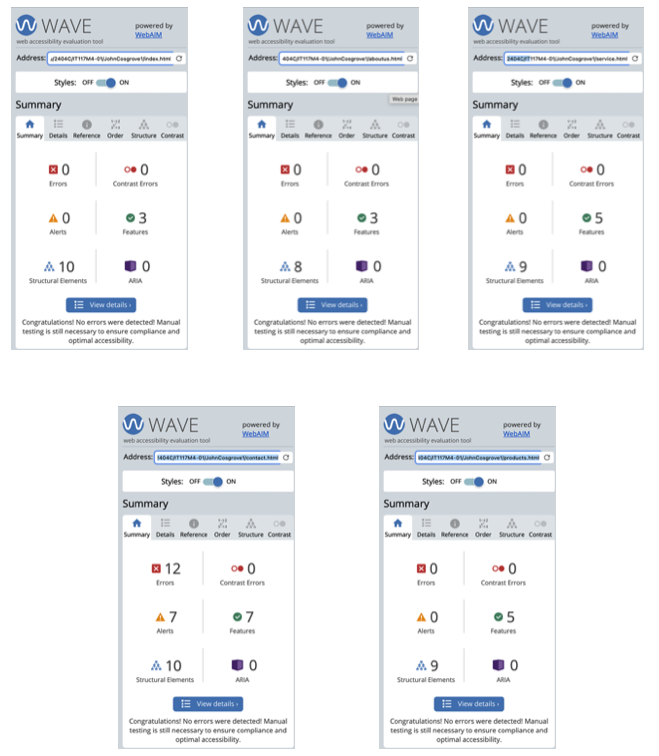 WAVE
powered by
WebAIM
web accessibility evaluation tool
Address: 2404C/IT117M4-01/JohnCosgrove1/index.html
Styles: OFF ON
Summary
Summary Details Reference Order Structure Contrast
0 0
Errors Contrast Errors
0 3
Alerts Features
10 0
Structural Elements ARIA
View details ›
Congratulations! No errors were detected! Manual
testing is still necessary to ensure compliance and
optimal accessibility.
WAVE
powered by
WebAIM
web accessibility evaluation tool
Address: 404C/IT117M4-01/JohnCosgrove1/aboutus.html
Styles: OFF ON
Web page
Summary
Summary Details Reference Order Structure Contrast
0 0
Errors Contrast Errors
0 3
Alerts Features
8 0
Structural Elements ARIA
View details ›
Congratulations! No errors were detected! Manual
testing is still necessary to ensure compliance and
optimal accessibility.
WAVE
powered by
WebAIM
web accessibility evaluation tool
Address: 2404C/IT117M4-01/JohnCosgrove1/service.html
Styles: OFF ON
Summary
Summary Details Reference Order Structure Contrast
0 0
Errors Contrast Errors
0 5
Alerts Features
9 0
Structural Elements ARIA
View details ›
Congratulations! No errors were detected! Manual
testing is still necessary to ensure compliance and
optimal accessibility.
WAVE
powered by
WebAIM
web accessibility evaluation tool
Address: 2404C/IT117M4-01/JohnCosgrove1/contact.html
Styles: OFF ON
Summary
Summary Details Reference Order Structure Contrast
12 0
Errors Contrast Errors
7 7
Alerts Features
10 0
Structural Elements ARIA
View details ›
Congratulations! No errors were detected! Manual
testing is still necessary to ensure compliance and
optimal accessibility.
WAVE
powered by
WebAIM
web accessibility evaluation tool
Address: 404C/IT117M4-01/JohnCosgrove1/products.html
Styles: OFF ON
Summary
Summary Details Reference Order Structure Contrast
0 0
Errors Contrast Errors
0 5
Alerts Features
9 0
Structural Elements ARIA
View details ›
Congratulations! No errors were detected! Manual
testing is still necessary to ensure compliance and
optimal accessibility.